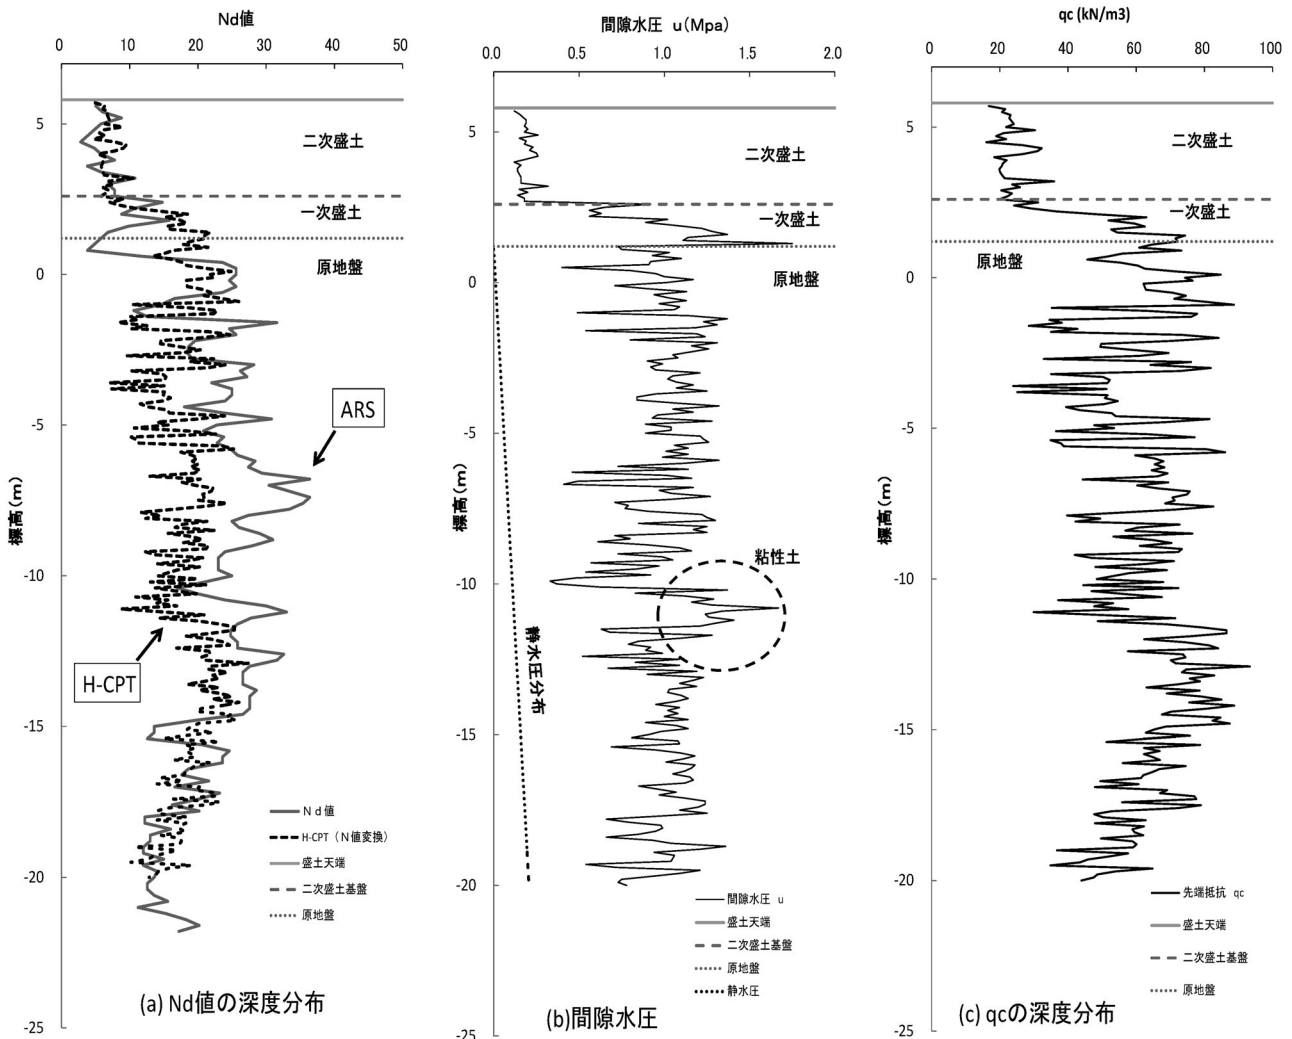 Nd値
0 10 20 30 40 50
5
0
-5
-10
-15
-20
-25
標高(m)
二次盛土
一次盛土
原地盤
ARS
H-CPT
Nd値
H-CPT（N値変換）
盛土天端
二次盛土基盤
原地盤
(a) Nd値の深度分布
間隙水圧 u(Mpa)
0.0 0.5 1.0 1.5 2.0
5
0
-5
-10
-15
-20
-25
標高(m)
二次盛土
一次盛土
原地盤
粘性土
静水圧分布
間隙水圧 u
盛土天端
二次盛土基盤
原地盤
静水圧
(b)間隙水圧
qc (kN/m3)
0 20 40 60 80 100
5
0
-5
-10
-15
-20
-25
標高(m)
二次盛土
一次盛土
原地盤
先端抵抗 qc
盛土天端
二次盛土基盤
原地盤
(c) qcの深度分布